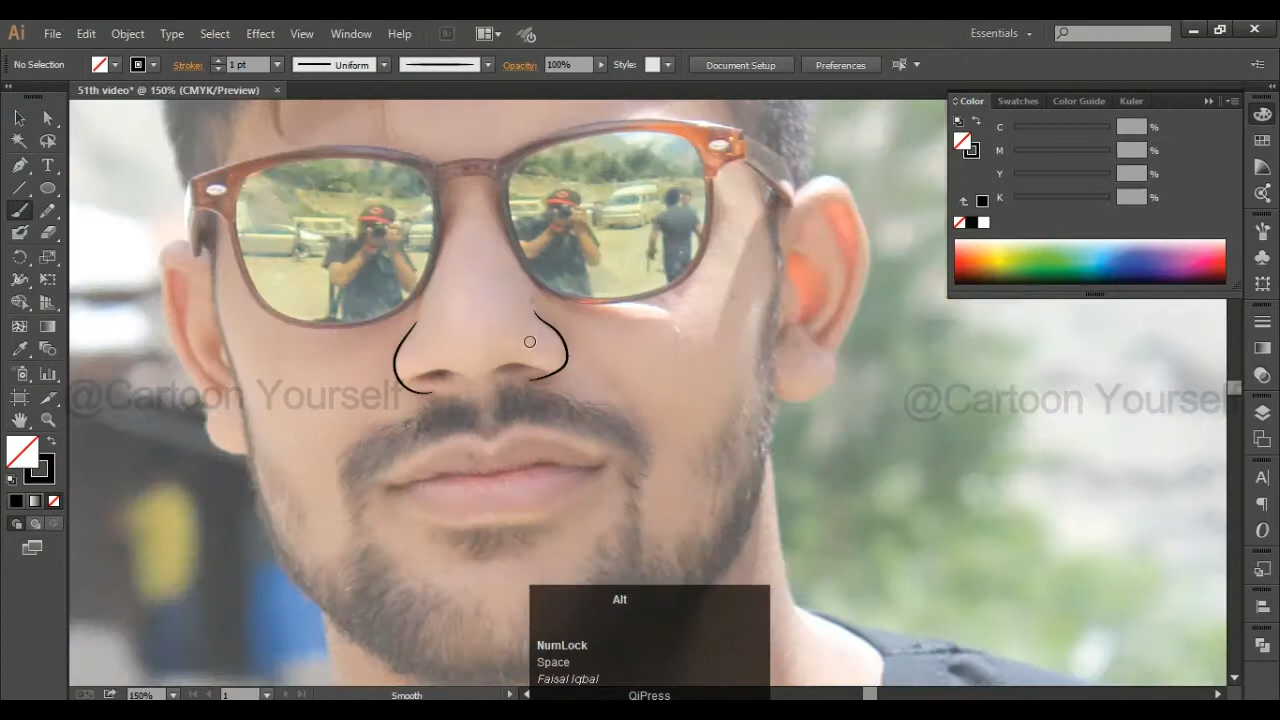 Ai File Edit Object Type Select Effect View Window Help Br Essentials
No Selection Stroke: 1 pt Uniform Opacity: 100% Style: Document Setup Preferences
51th video* @ 150% (CMYK/Preview) ×
Color Swatches Color Guide Kuler
C %
M %
Y %
K %
T
@Cartoon Yourself
@Cartoon Yourself
A
Alt
NumLock
Space
Faisal Iqbal
QiPress
150% 1 Smooth